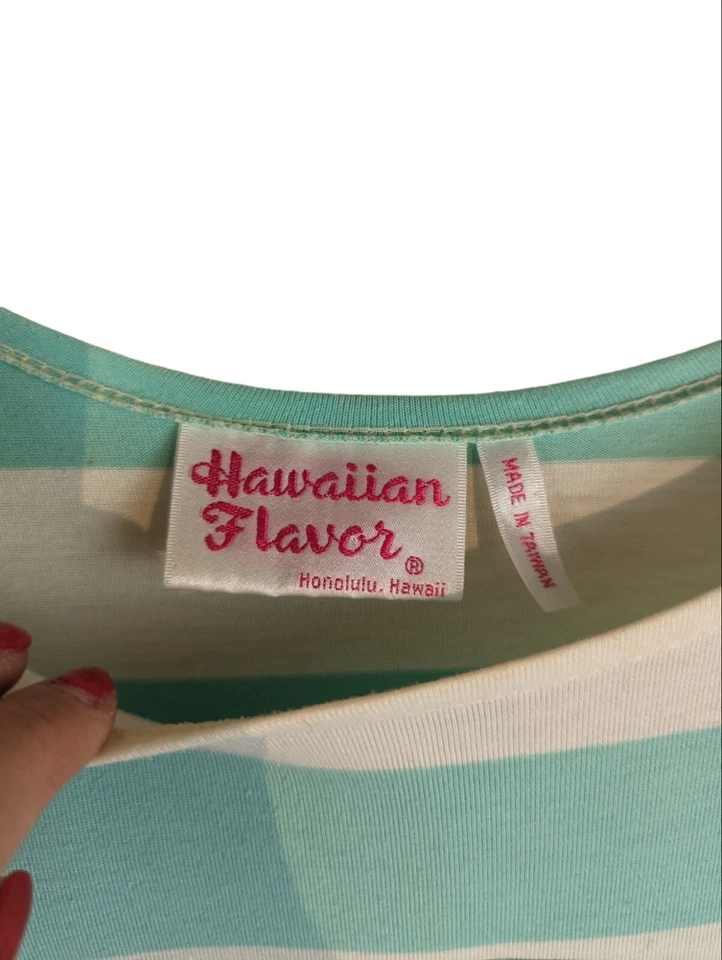 Hawaiian
Flavor®
Honolulu, Hawaii
MADE IN TAIWAN